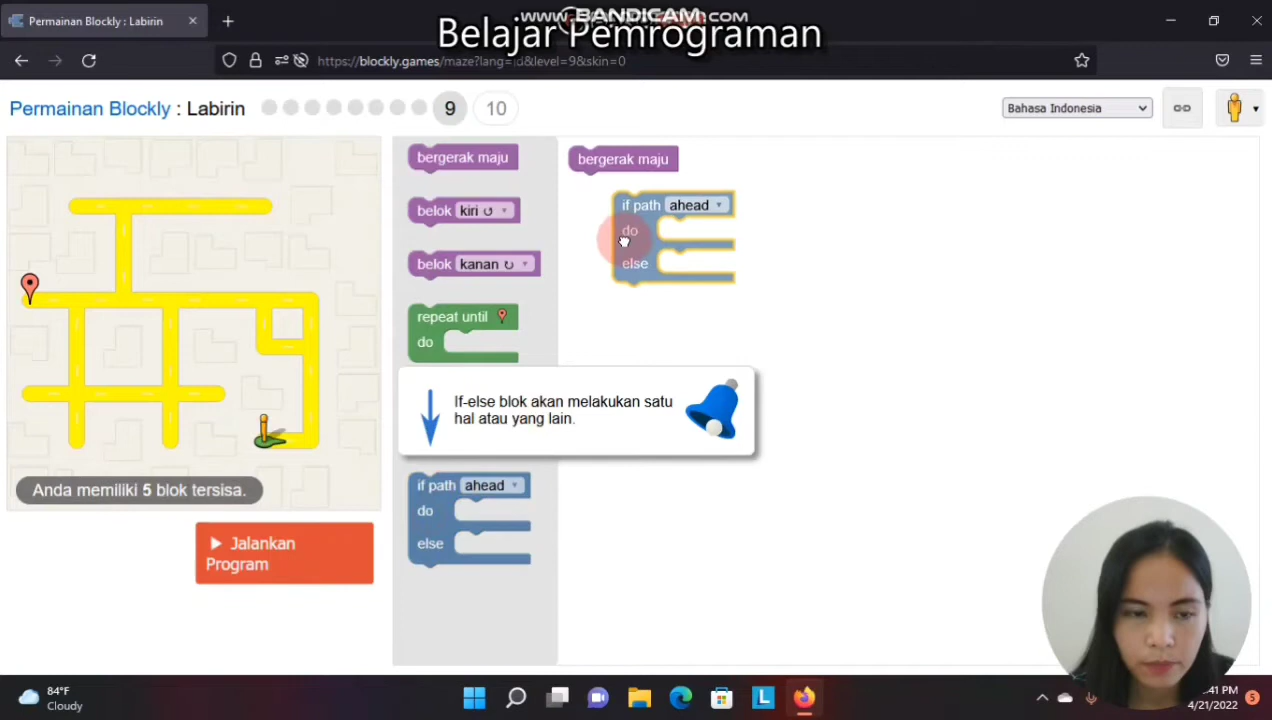 www.BANDICAM.com
Belajar Pemrograman
Permainan Blockly : Labirin
https://blockly.games/maze?lang=id&level=9&skin=0
Permainan Blockly : Labirin
9
10
Bahasa Indonesia
bergerak maju
belok kiri
belok kanan
repeat until
do
if path ahead
do
else
bergerak maju
if path ahead
do
else
If-else blok akan melakukan satu
hal atau yang lain.
Anda memiliki 5 blok tersisa.
Jalankan
Program
84°F
Cloudy
4/21/2022
5